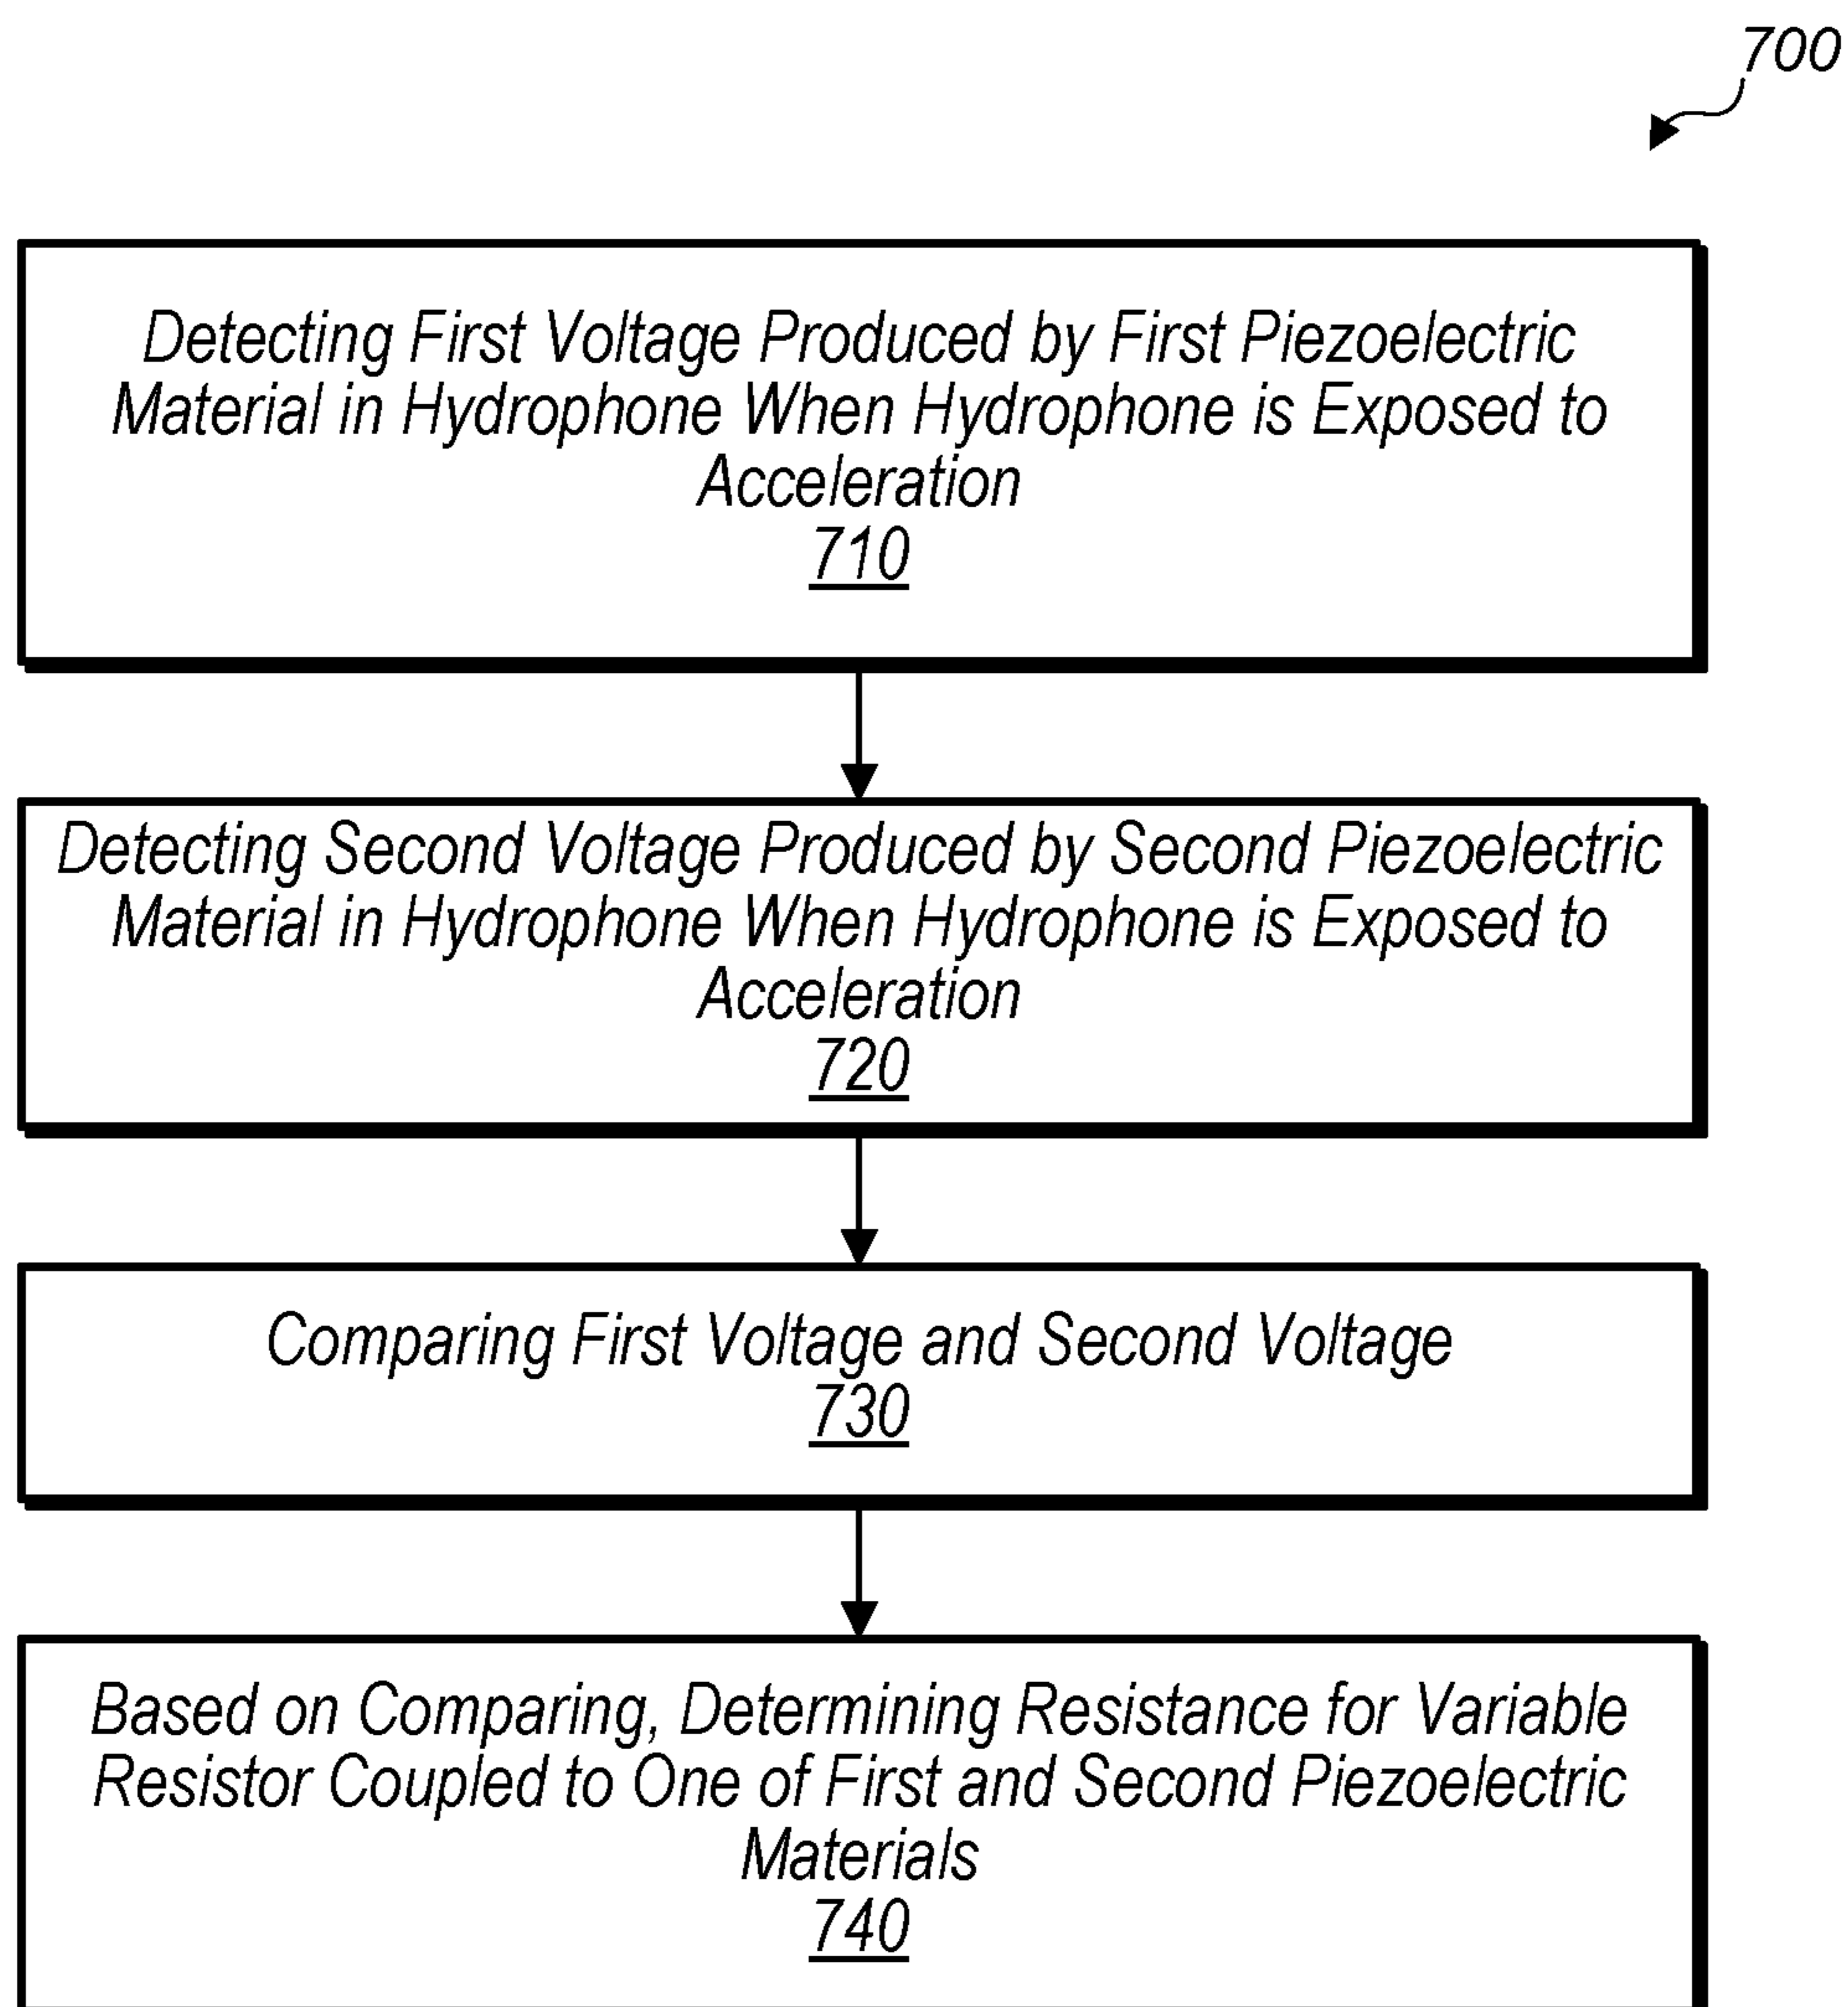 700
Detecting First Voltage Produced by First Piezoelectric
Material in Hydrophone When Hydrophone is Exposed to
Acceleration
710
Detecting Second Voltage Produced by Second Piezoelectric
Material in Hydrophone When Hydrophone is Exposed to
Acceleration
720
Comparing First Voltage and Second Voltage
730
Based on Comparing, Determining Resistance for Variable
Resistor Coupled to One of First and Second Piezoelectric
Materials
740